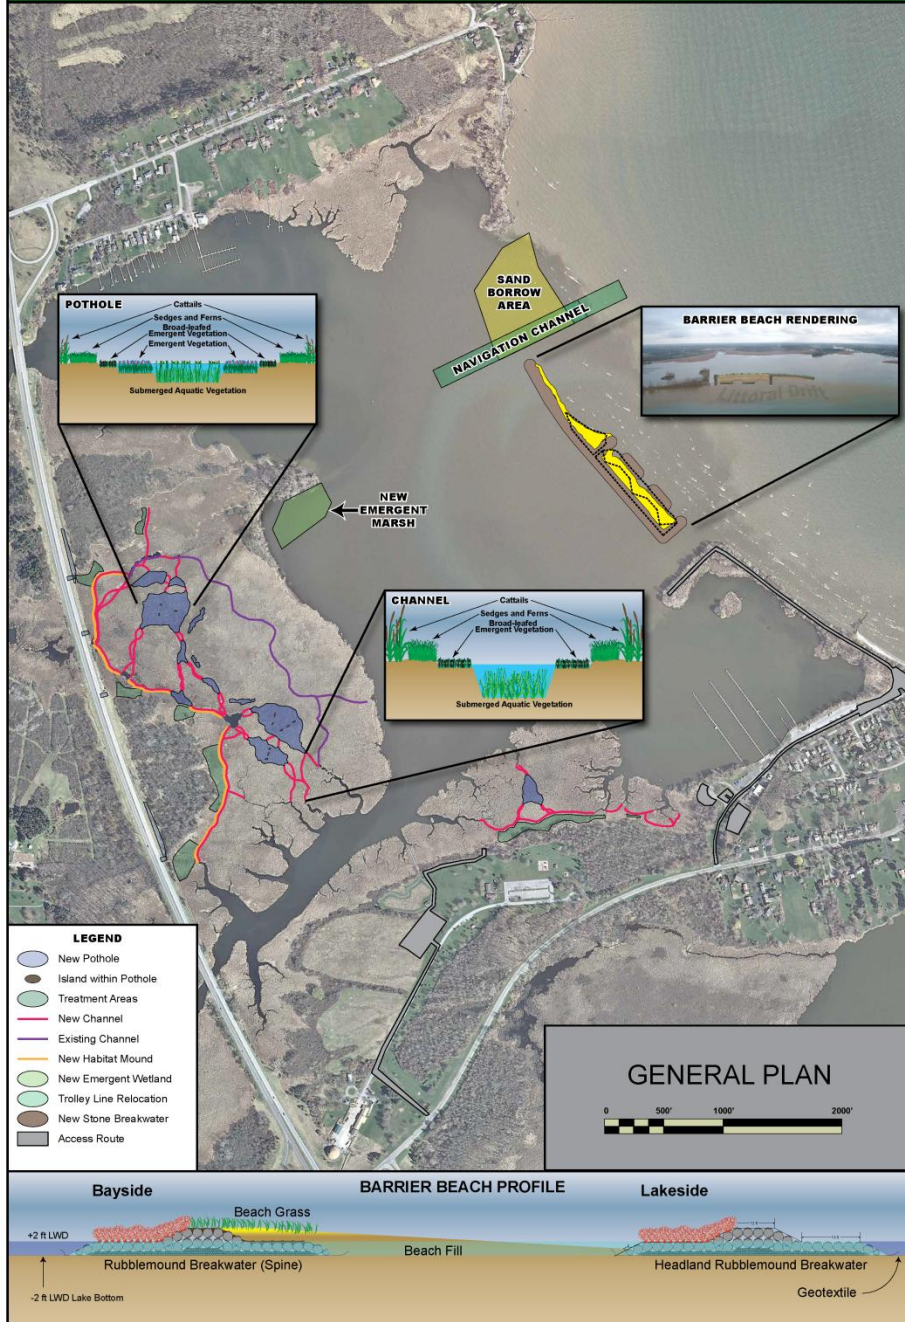 SAND
BORROW
AREA
NAVIGATION CHANNEL
POTHOLE
Cattails
Sedges and Ferns
Broad-leafed
Emergent Vegetation
Emergent Vegetation
Submerged Aquatic Vegetation
BARRIER BEACH RENDERING
Littoral Drift
NEW
EMERGENT
MARSH
CHANNEL
Cattails
Sedges and Ferns
Broad-leafed
Emergent Vegetation
Submerged Aquatic Vegetation
LEGEND
New Pothole
Island within Pothole
Treatment Areas
New Channel
Existing Channel
New Habitat Mound
New Emergent Wetland
Trolley Line Relocation
New Stone Breakwater
Access Route
GENERAL PLAN
0 500' 1000' 2000'
BARRIER BEACH PROFILE
Bayside
Lakeside
Beach Grass
+2 ft LWD
Beach Fill
Rubblemound Breakwater (Spine)
Headland Rubblemound Breakwater
Geotextile
-2 ft LWD Lake Bottom